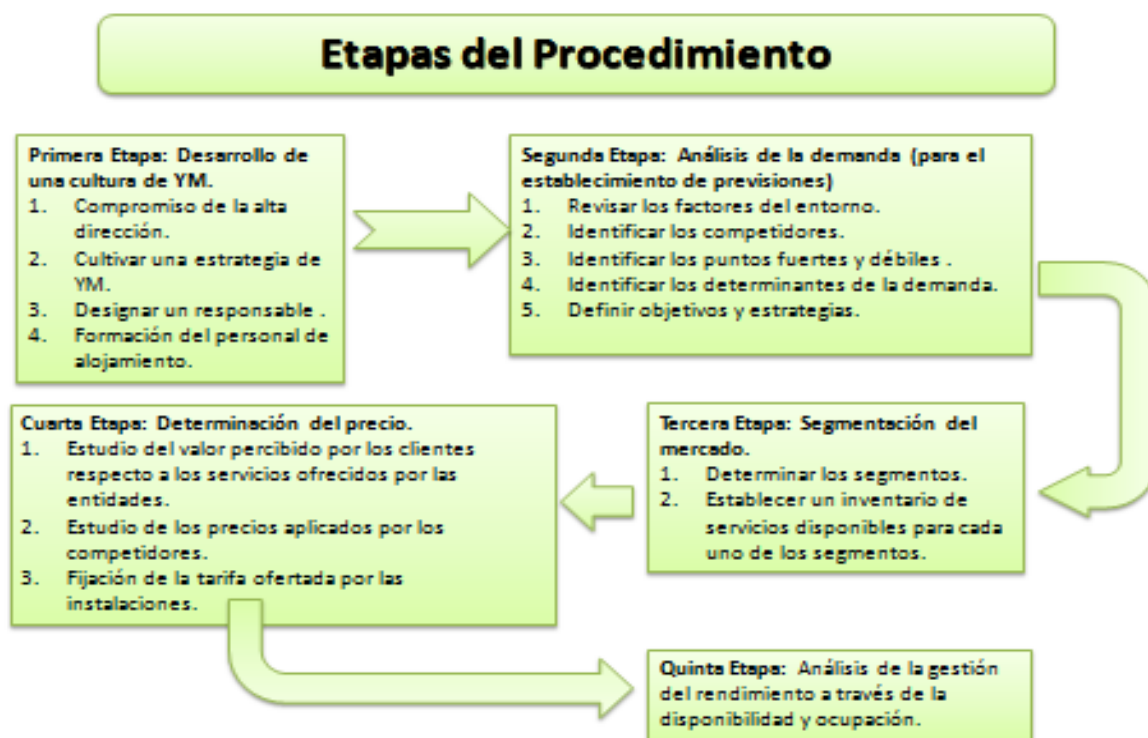 Etapas del Procedimiento
Primera Etapa: Desarrollo de
una cultura de YM.
1. Compromiso de la alta
dirección.
2. Cultivar una estrategia de
YM.
3. Designar un responsable .
4. Formación del personal de
alojamiento.
Segunda Etapa: Análisis de la demanda (para el
establecimiento de previsiones)
1. Revisar los factores del entorno.
2. Identificar los competidores.
3. Identificar los puntos fuertes y débiles .
4. Identificar los determinantes de la demanda.
5. Definir objetivos y estrategias.
Tercera Etapa: Segmentación del
mercado.
1. Determinar los segmentos.
2. Establecer un inventario de
servicios disponibles para cada
uno de los segmentos.
Cuarta Etapa: Determinación del precio.
1. Estudio del valor percibido por los clientes
respecto a los servicios ofrecidos por las
entidades.
2. Estudio de los precios aplicados por los
competidores.
3. Fijación de la tarifa ofertada por las
instalaciones.
Quinta Etapa: Análisis de la gestión
del rendimiento a través de la
disponibilidad y ocupación.